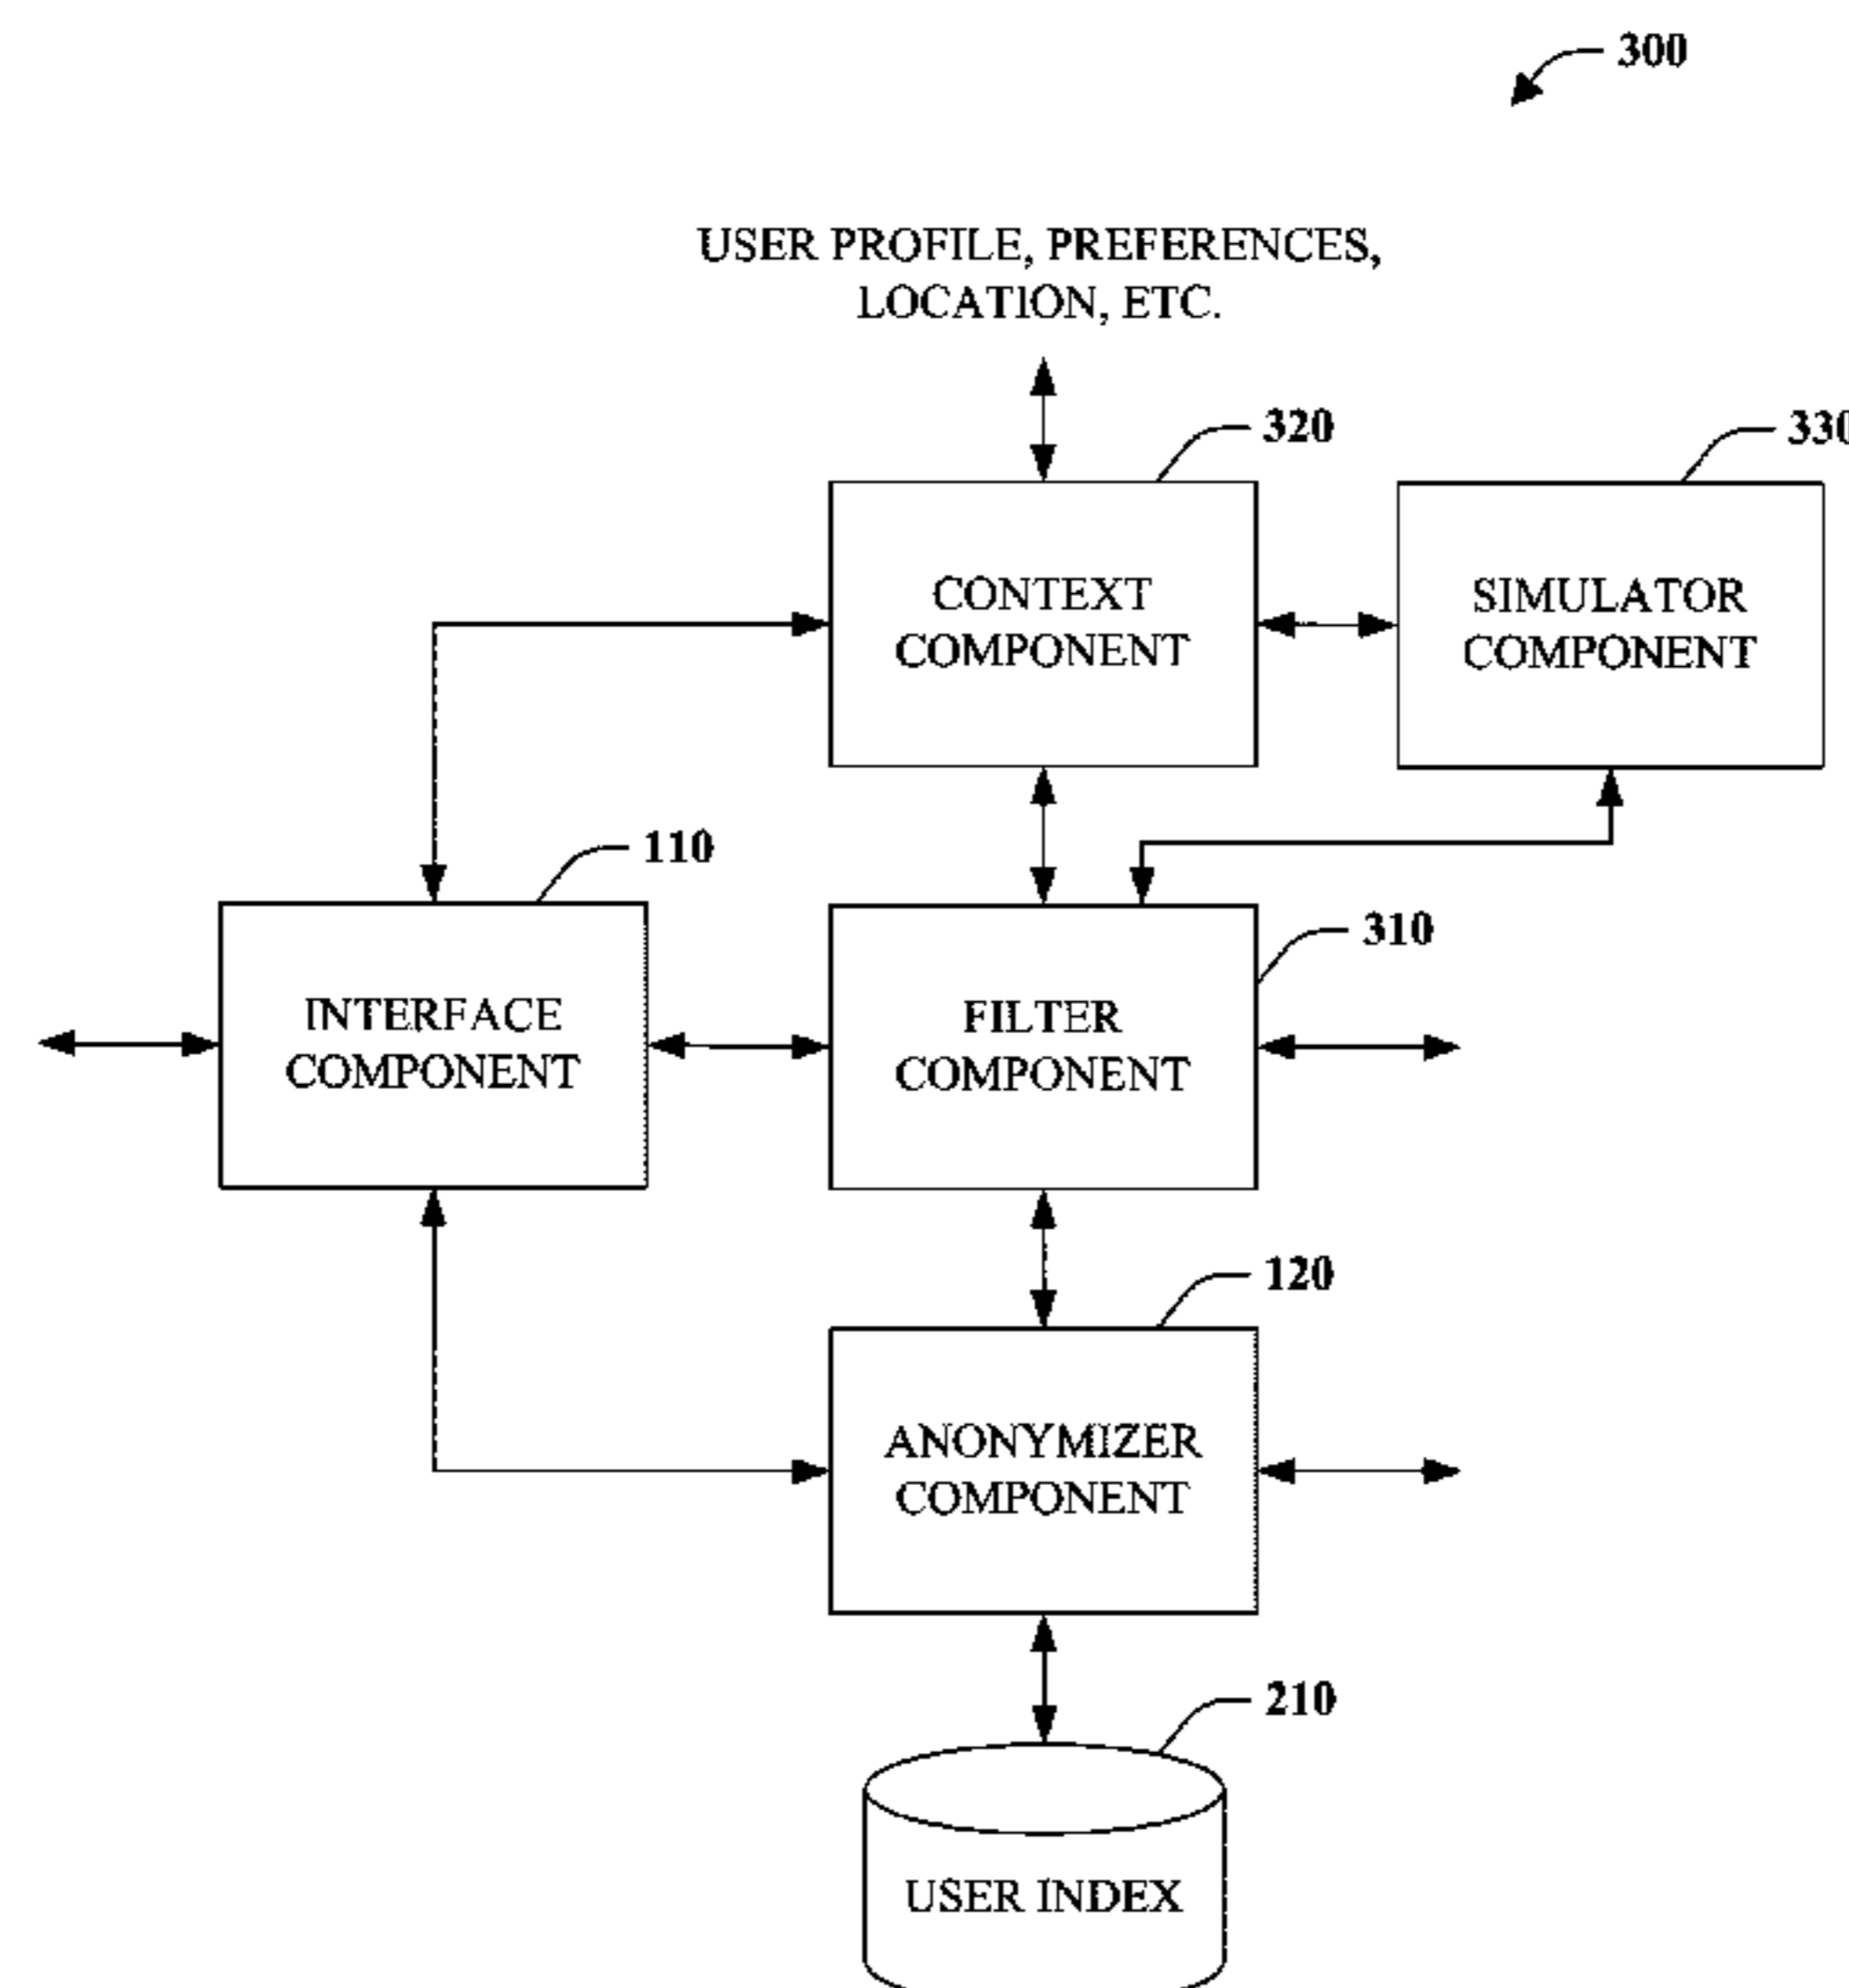 300
USER PROFILE, PREFERENCES,
LOCATION, ETC.
320
330
CONTEXT
COMPONENT
SIMULATOR
COMPONENT
110
310
INTERFACE
COMPONENT
FILTER
COMPONENT
120
ANONYMIZER
COMPONENT
210
USER INDEX